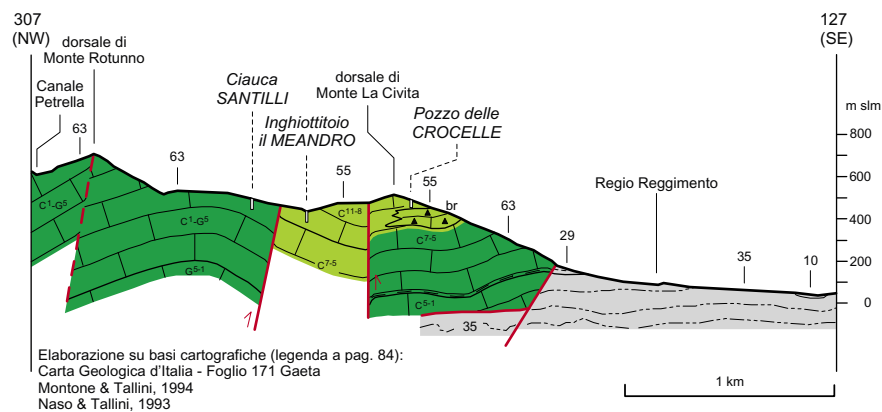 307
(NW)
127
(SE)
dorsale di
Monte Rotunno
Canale
Petrella
Ciauca
SANTILLI
Inghiottitoio
il MEANDRO
dorsale di
Monte La Civita
Pozzo delle
CROCELLE
m slm
800
600
400
200
0
63
63
55
55
br
63
29
Regio Reggimento
35
10
C¹-G⁵
C¹-G⁵
G⁵⁻¹
C¹¹⁻⁸
C⁷⁻⁵
C⁷⁻⁵
C⁵⁻¹
35
Elaborazione su basi cartografiche (legenda a pag. 84):
Carta Geologica d'Italia - Foglio 171 Gaeta
Montone & Tallini, 1994
Naso & Tallini, 1993
1 km